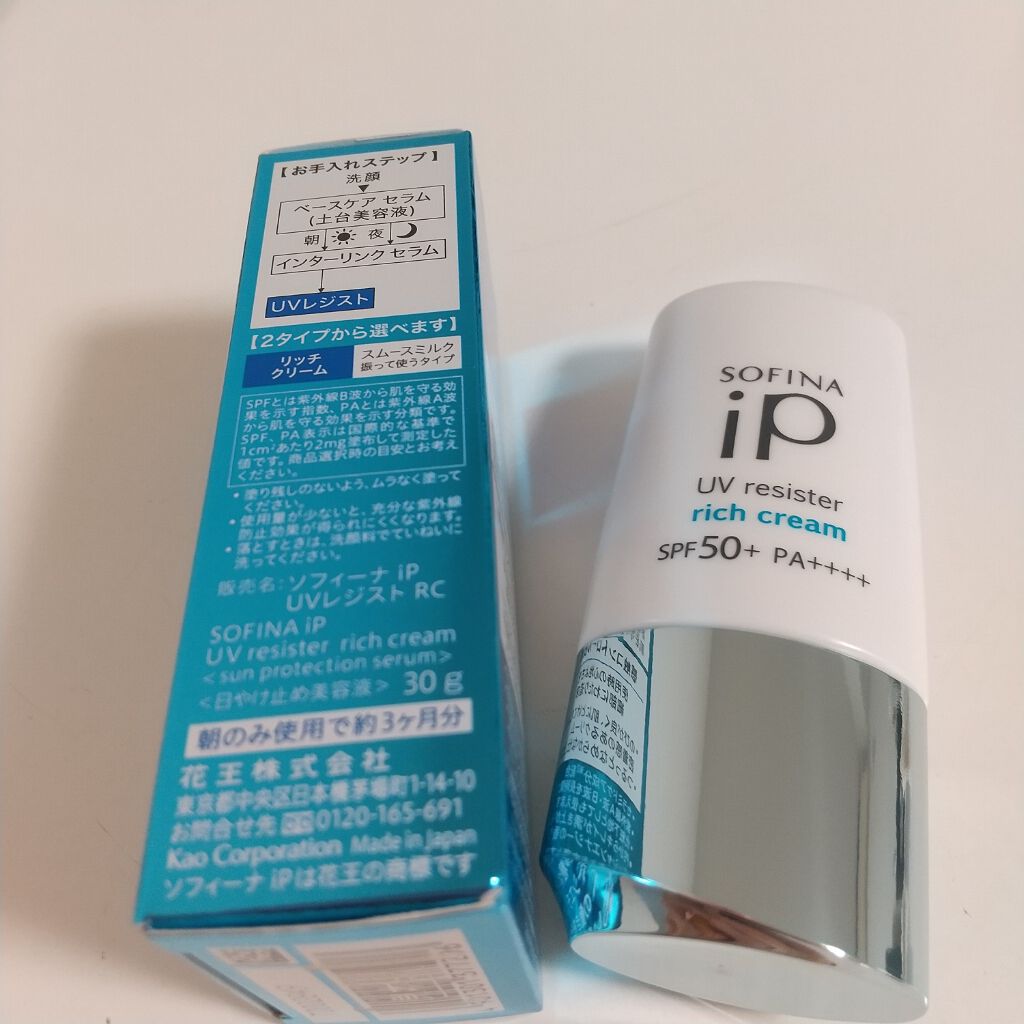 【お手入れステップ】
洗顔
ベースケア セラム
(土台美容液)
朝 夜
インターリンク セラム
UVレジスト
【2タイプから選べます】
リッチ
クリーム
スムースミルク
振って使うタイプ
SPFとは紫外線B波から肌を守る効
果を示す指数、PAとは紫外線A波
から肌を守る効果を示す分類です。
SPF、PA表示は国際的な基準で
1cm²あたり2mg塗布して測定した
値です。商品選択時の目安とお考え
ください。
・塗り残しのないよう、ムラなく塗って
ください。
・使用量が少ないと、充分な紫外線
防止効果が得られにくくなります。
・落とすときは、洗顔料でていねいに
洗ってください。
販売名:ソフィーナ iP
UVレジスト RC
SOFINA iP
UV resister rich cream
<sun protection serum>
<日やけ止め美容液> 30g
朝のみ使用で約3ヶ月分
花王株式会社
東京都中央区日本橋茅場町1-14-10
お問合せ先 0120-165-691
Kao Corporation Made in Japan
ソフィーナ iPは花王の商標です
SOFINA
iP
UV resister
rich cream
SPF50+ PA++++